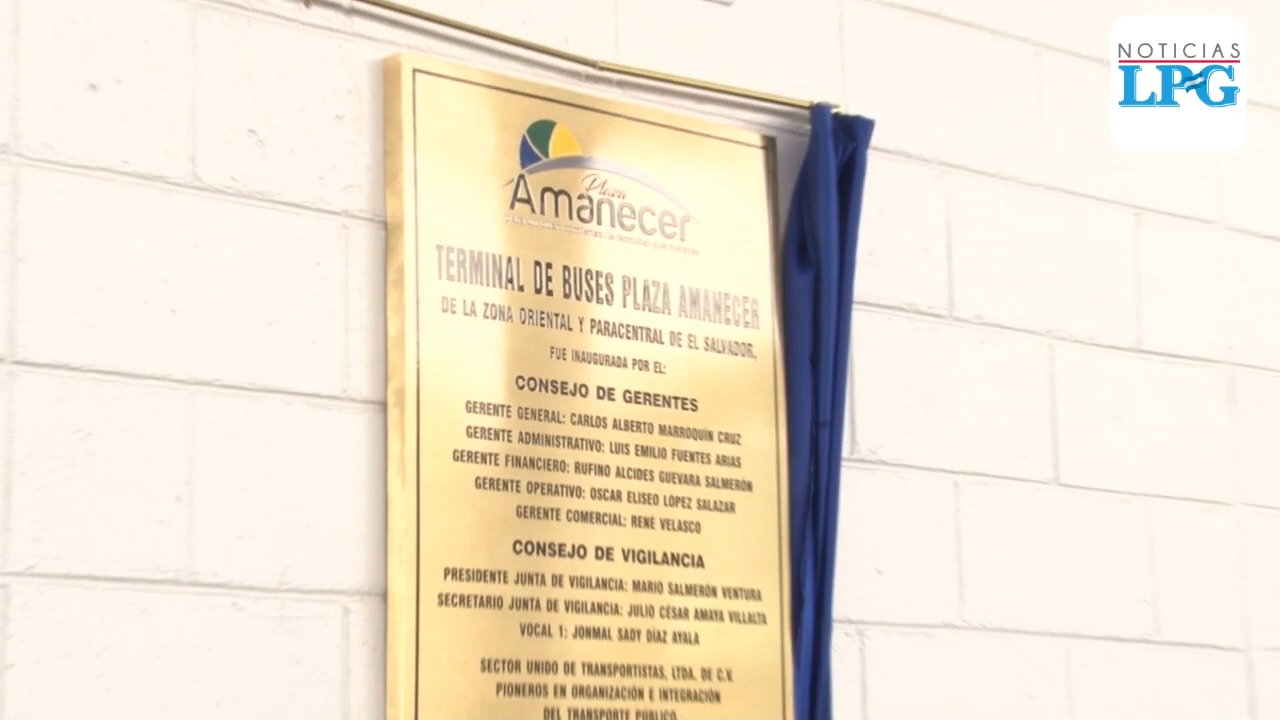 NOTICIAS
LPG
Plaza
Amanecer
TERMINAL DE BUSES PLAZA AMANECER
DE LA ZONA ORIENTAL Y PARACENTRAL DE EL SALVADOR,
FUE INAUGURADA POR EL:
CONSEJO DE GERENTES
GERENTE GENERAL: CARLOS ALBERTO MARROQUÍN CRUZ
GERENTE ADMINISTRATIVO: LUIS EMILIO FUENTES ARIAS
GERENTE FINANCIERO: RUFINO ALCIDES GUEVARA SALMERÓN
GERENTE OPERATIVO: OSCAR ELISEO LÓPEZ SALAZAR
GERENTE COMERCIAL: RENÉ VELASCO
CONSEJO DE VIGILANCIA
PRESIDENTE JUNTA DE VIGILANCIA: MARIO SALMERÓN VENTURA
SECRETARIO JUNTA DE VIGILANCIA: JULIO CÉSAR AMAYA VILLALTA
VOCAL 1: JONMAL SADY DÍAZ AYALA
SECTOR UNIDO DE TRANSPORTISTAS, LTDA. DE C.V.
PIONEROS EN ORGANIZACIÓN E INTEGRACIÓN
DEL TRANSPORTE PÚBLICO